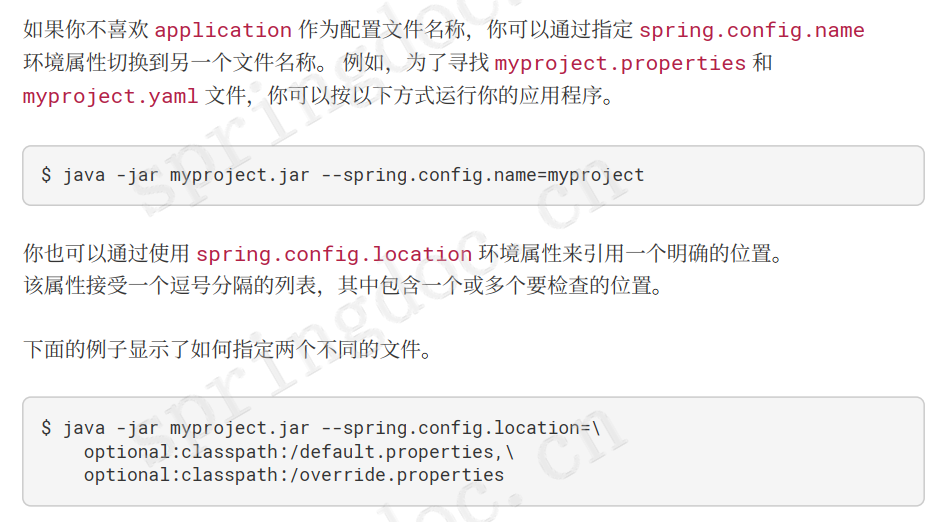 如果你不喜欢 application 作为配置文件名称，你可以通过指定 spring.config.name
环境属性切换到另一个文件名称。 例如，为了寻找 myproject.properties 和
myproject.yaml 文件，你可以按以下方式运行你的应用程序。
$ java -jar myproject.jar --spring.config.name=myproject
你也可以通过使用 spring.config.location 环境属性来引用一个明确的位置。
该属性接受一个逗号分隔的列表，其中包含一个或多个要检查的位置。
下面的例子显示了如何指定两个不同的文件。
$ java -jar myproject.jar --spring.config.location=\
optional:classpath:/default.properties,\
optional:classpath:/override.properties
springdoc.cn
springdoc.cn